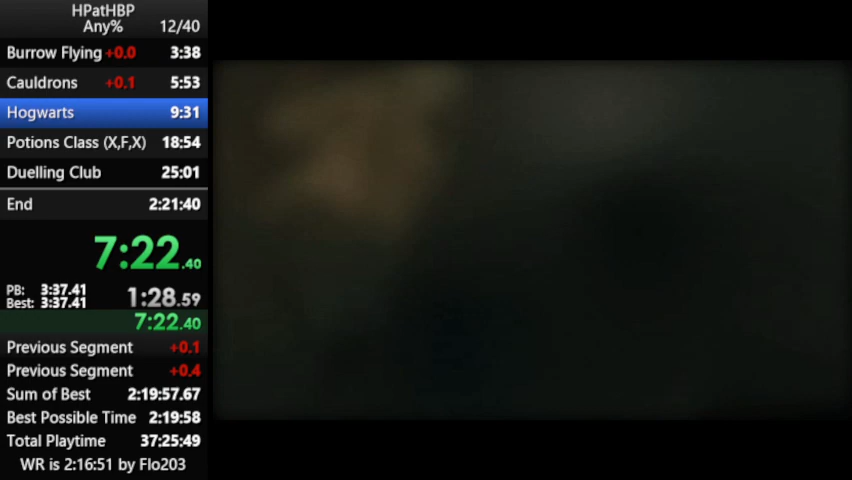 HPatHBP
Any% 12/40
Burrow Flying +0.0 3:38
Cauldrons +0.1 5:53
Hogwarts 9:31
Potions Class (X,F,X) 18:54
Duelling Club 25:01
End 2:21:40
7:22.40
PB: 3:37.41
Best: 3:37.41
1:28.59
7:22.40
Previous Segment +0.1
Previous Segment +0.4
Sum of Best 2:19:57.67
Best Possible Time 2:19:58
Total Playtime 37:25:49
WR is 2:16:51 by Flo203